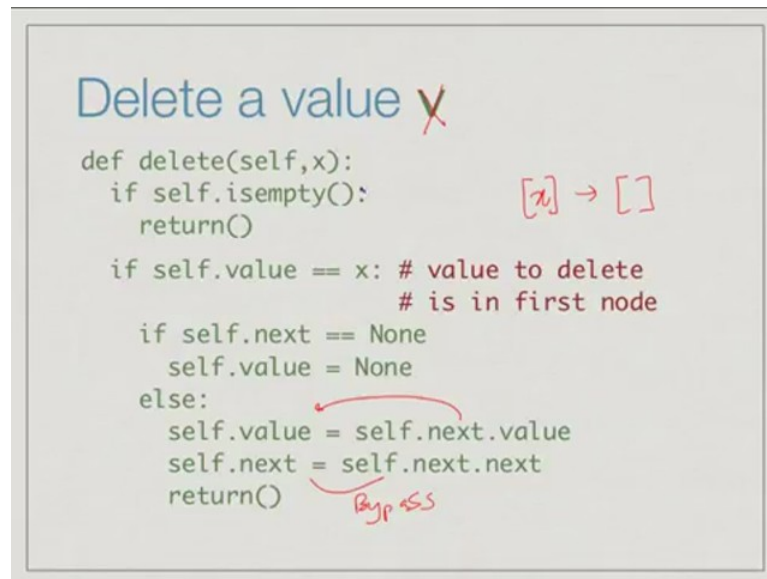 Delete a value v
def delete(self,x):
if self.isempty():
[x] → []
return()
if self.value == x: # value to delete
# is in first node
if self.next == None
self.value = None
else:
self.value = self.next.value
self.next = self.next.next
return()
Bypass